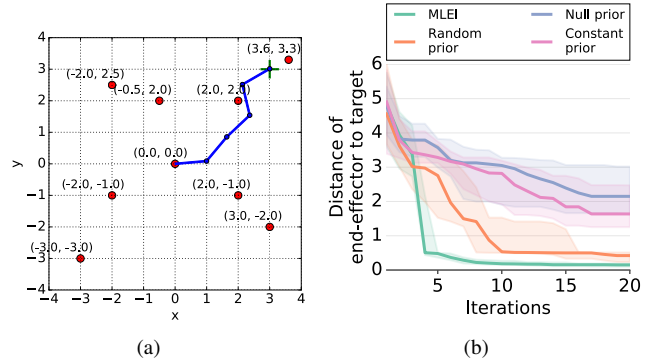 a
4
3
2
1
0
−1
−2
−3
−4
y
−4 −3 −2 −1 0 1 2 3 4
x
(3.6, 3.3)
(-2.0, 2.5)
(-0.5, 2.0)
(2.0, 2.0)
(0.0, 0.0)
(-2.0, -1.0)
(2.0, -1.0)
(3.0, -2.0)
(-3.0, -3.0)
(a)
b
MLEI
Random
prior
Null prior
Constant
prior
6
5
4
3
2
1
0
Distance of
end-effector to target
5 10 15 20
Iterations
(b)